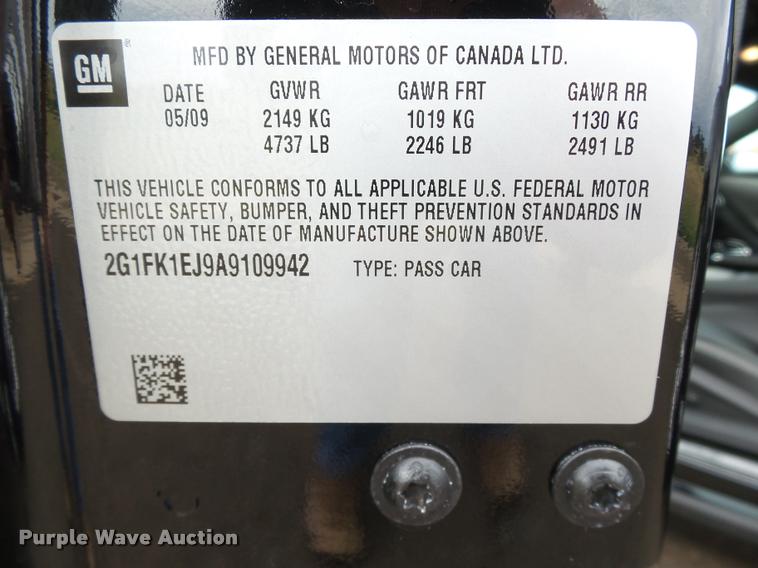 GM ®
MFD BY GENERAL MOTORS OF CANADA LTD.
DATE GVWR GAWR FRT GAWR RR
05/09 2149 KG 1019 KG 1130 KG
4737 LB 2246 LB 2491 LB
THIS VEHICLE CONFORMS TO ALL APPLICABLE U.S. FEDERAL MOTOR
VEHICLE SAFETY, BUMPER, AND THEFT PREVENTION STANDARDS IN
EFFECT ON THE DATE OF MANUFACTURE SHOWN ABOVE.
2G1FK1EJ9A9109942 TYPE: PASS CAR
Purple Wave Auction